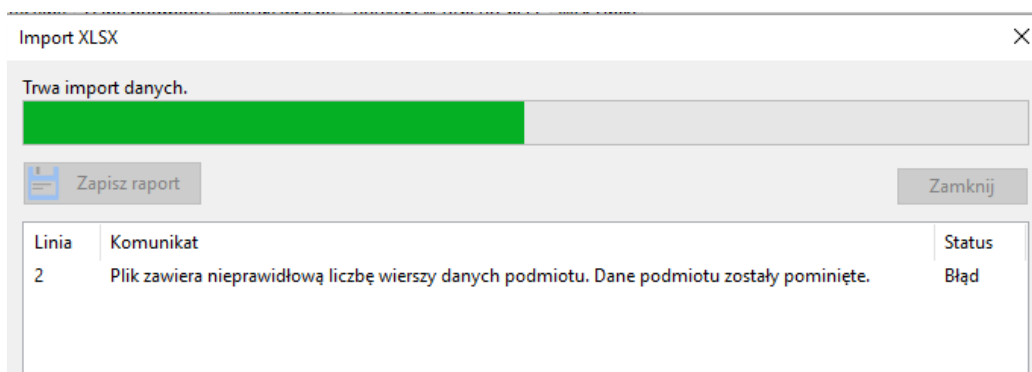 Import XLSX
Trwa import danych.
Zapisz raport
Zamknij
Linia Komunikat Status
2 Plik zawiera nieprawidłową liczbę wierszy danych podmiotu. Dane podmiotu zostały pominięte. Błąd